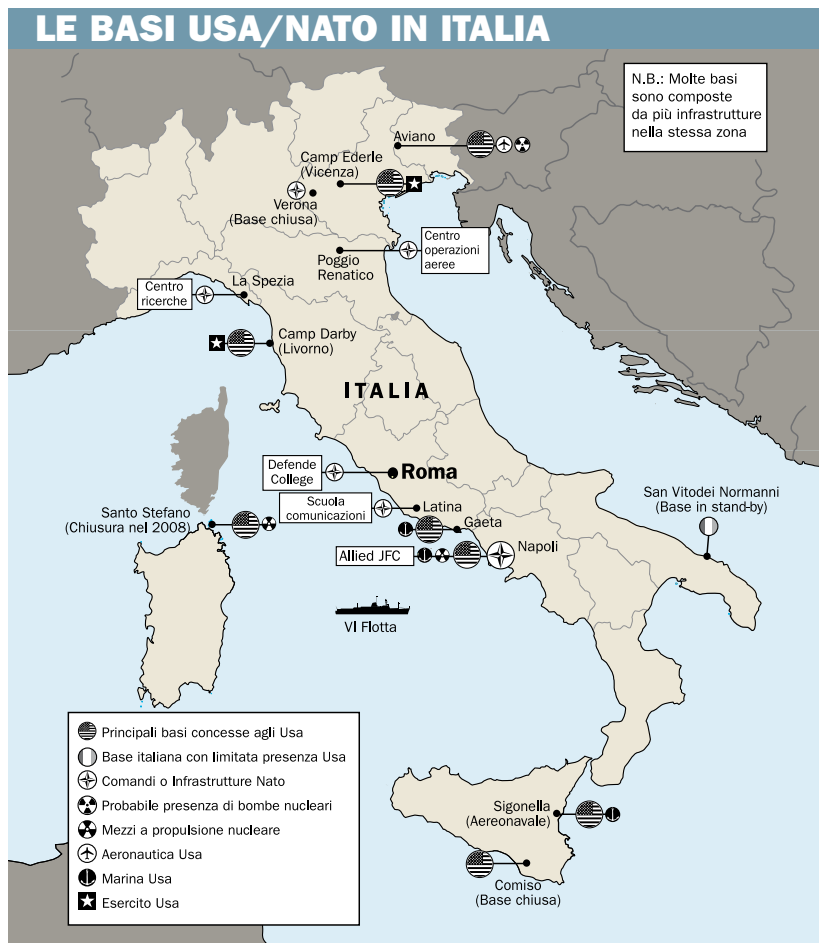 LE BASI USA/NATO IN ITALIA
N.B.: Molte basi
sono composte
da più infrastrutture
nella stessa zona
Aviano
Camp Ederle
(Vicenza)
Verona
(Base chiusa)
Centro
operazioni
aeree
Poggio
Renatico
Centro
ricerche
La Spezia
Camp Darby
(Livorno)
ITALIA
Defende
College
Roma
Scuola
comunicazioni
Latina
Gaeta
Santo Stefano
(Chiusura nel 2008)
San Vitodei Normanni
(Base in stand-by)
Allied JFC
Napoli
VI Flotta
Principali basi concesse agli Usa
Base italiana con limitata presenza Usa
Comandi o Infrastrutture Nato
Probabile presenza di bombe nucleari
Mezzi a propulsione nucleare
Aeronautica Usa
Marina Usa
Esercito Usa
Sigonella
(Aereonavale)
Comiso
(Base chiusa)